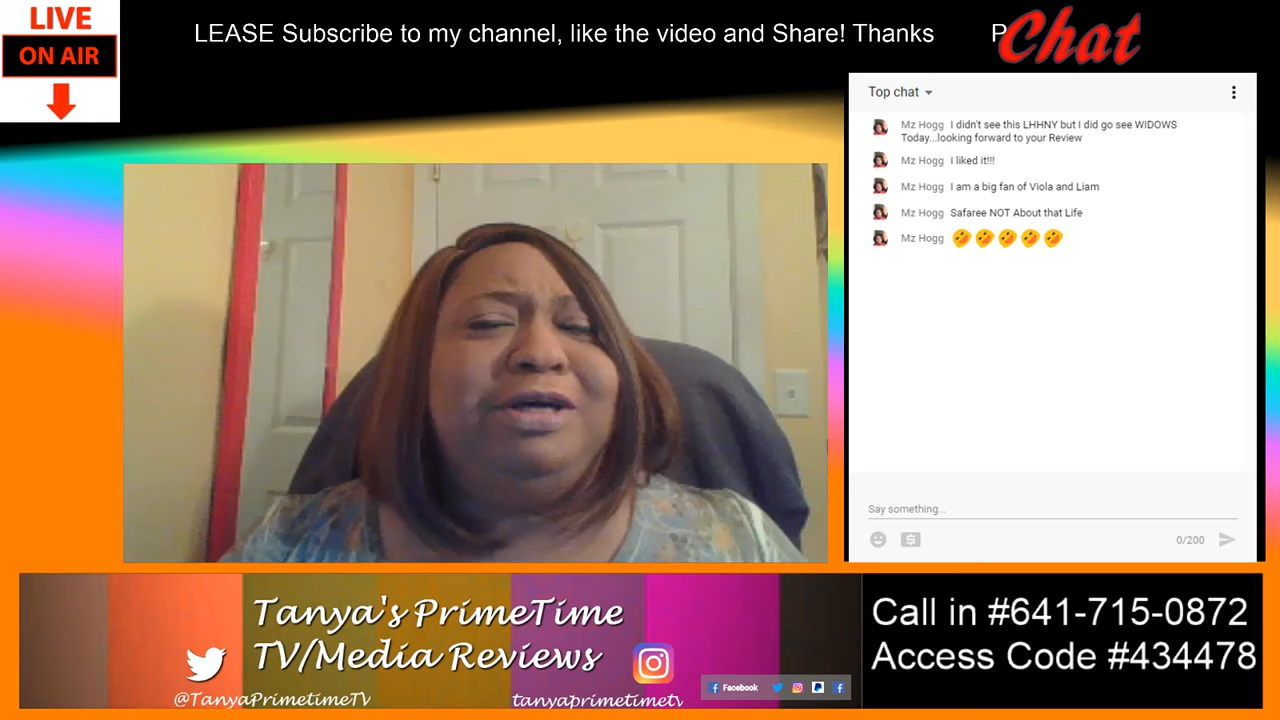 LIVE
ON AIR
LEASE Subscribe to my channel, like the video and Share! Thanks P
Chat
Top chat
Mz Hogg I didn't see this LHHNY but I did go see WIDOWS
Today...looking forward to your Review
Mz Hogg I liked it!!!
Mz Hogg I am a big fan of Viola and Liam
Mz Hogg Safaree NOT About that Life
Mz Hogg 🤣🤣🤣🤣🤣
Say something...
0/200
Tanya's PrimeTime
TV/Media Reviews
@TanyaPrimetimeTV
tanyaprimetimetv
Facebook
Call in #641-715-0872
Access Code #434478